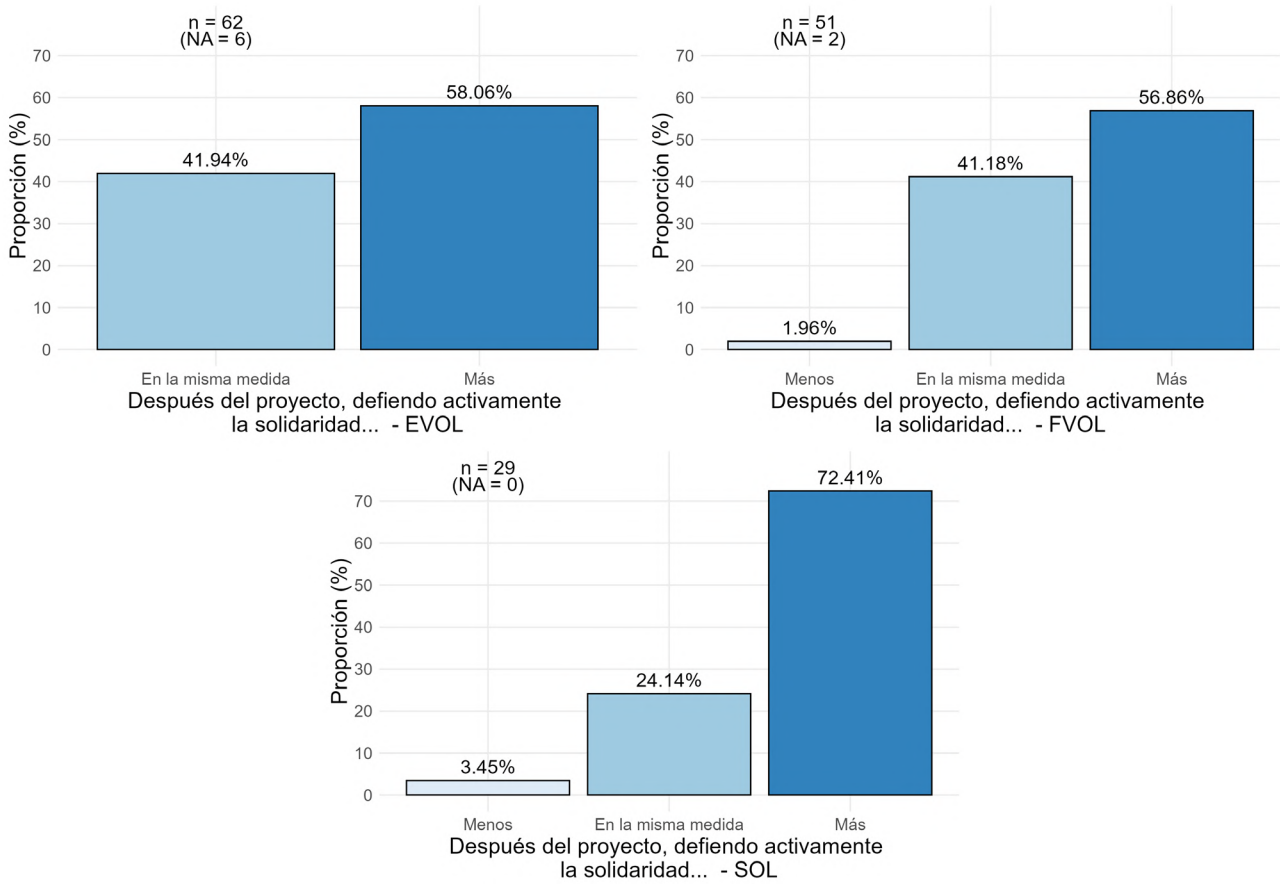 n = 62
(NA = 6)
70
60
50
40
30
20
10
0
Proporción (%)
41.94%
58.06%
En la misma medida
Más
Después del proyecto, defiendo activamente
la solidaridad... - EVOL
n = 51
(NA = 2)
70
60
50
40
30
20
10
0
Proporción (%)
1.96%
41.18%
56.86%
Menos
En la misma medida
Más
Después del proyecto, defiendo activamente
la solidaridad... - FVOL
n = 29
(NA = 0)
70
60
50
40
30
20
10
0
Proporción (%)
3.45%
24.14%
72.41%
Menos
En la misma medida
Más
Después del proyecto, defiendo activamente
la solidaridad... - SOL